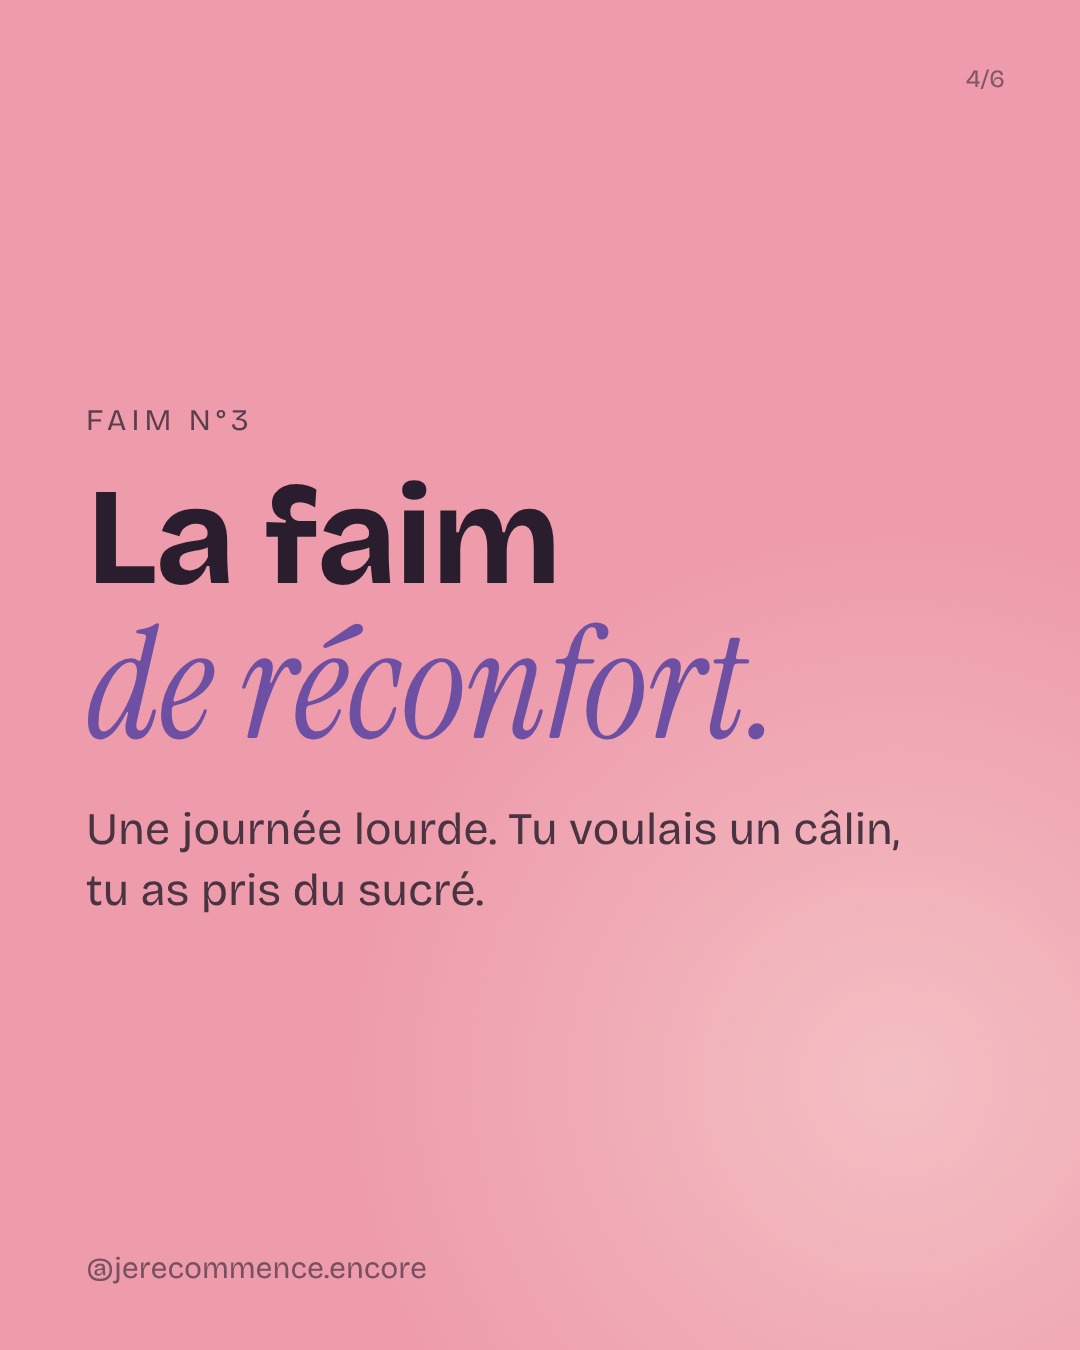 4/6
FAIM N°3
La faim
de réconfort.
Une journée lourde. Tu voulais un câlin,
tu as pris du sucré.
@jerecommence.encore